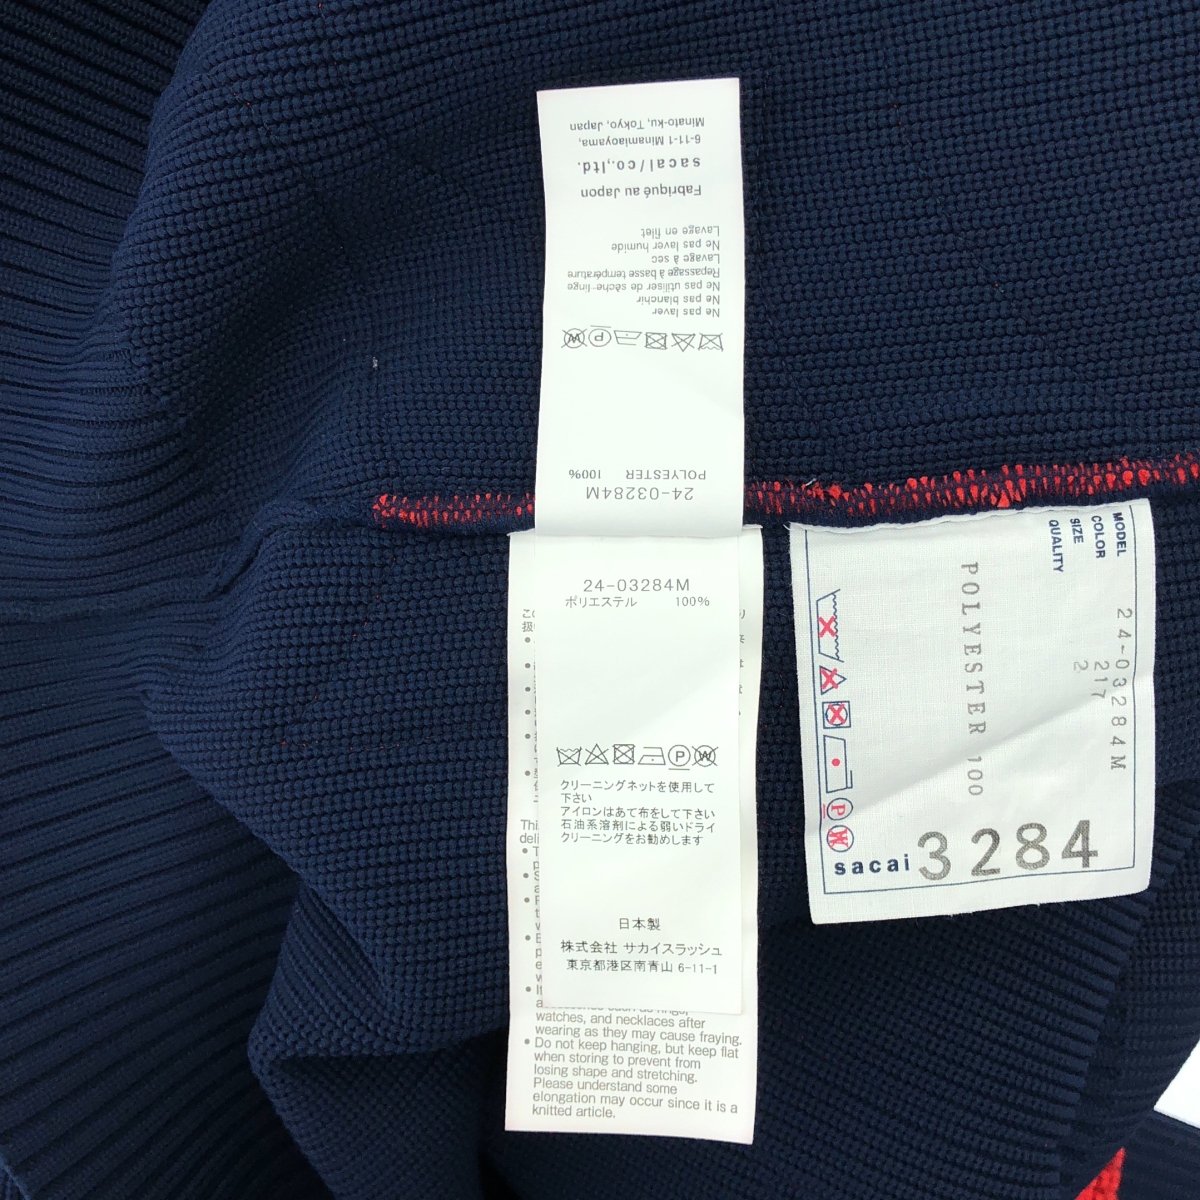 Minato-ku, Tokyo, Japan
6-11-1 Minamiaoyama,
sacai/co.,ltd.
Fabriqué au Japon
Lavage en filet
Ne pas laver humide
Lavage à sec
Repassage à basse température
Ne pas utiliser de sèche-linge
Ne pas blanchir
Ne pas laver
POLYESTER 100%
24-03284M
24-03284M
ポリエステル 100%
クリーニングネットを使用して
下さい
アイロンはあて布をして下さい
石油系溶剤による弱いドライ
クリーニングをお勧めします
日本製
株式会社 サカイスラッシュ
東京都港区南青山 6-11-1
watches, and necklaces after
wearing as they may cause fraying.
• Do not keep hanging, but keep flat
when storing to prevent from
losing shape and stretching.
Please understand some
elongation may occur since it is a
knitted article.
MODEL 24-03284M
COLOR 217
SIZE 2
QUALITY
POLYESTER 100
sacai 3284